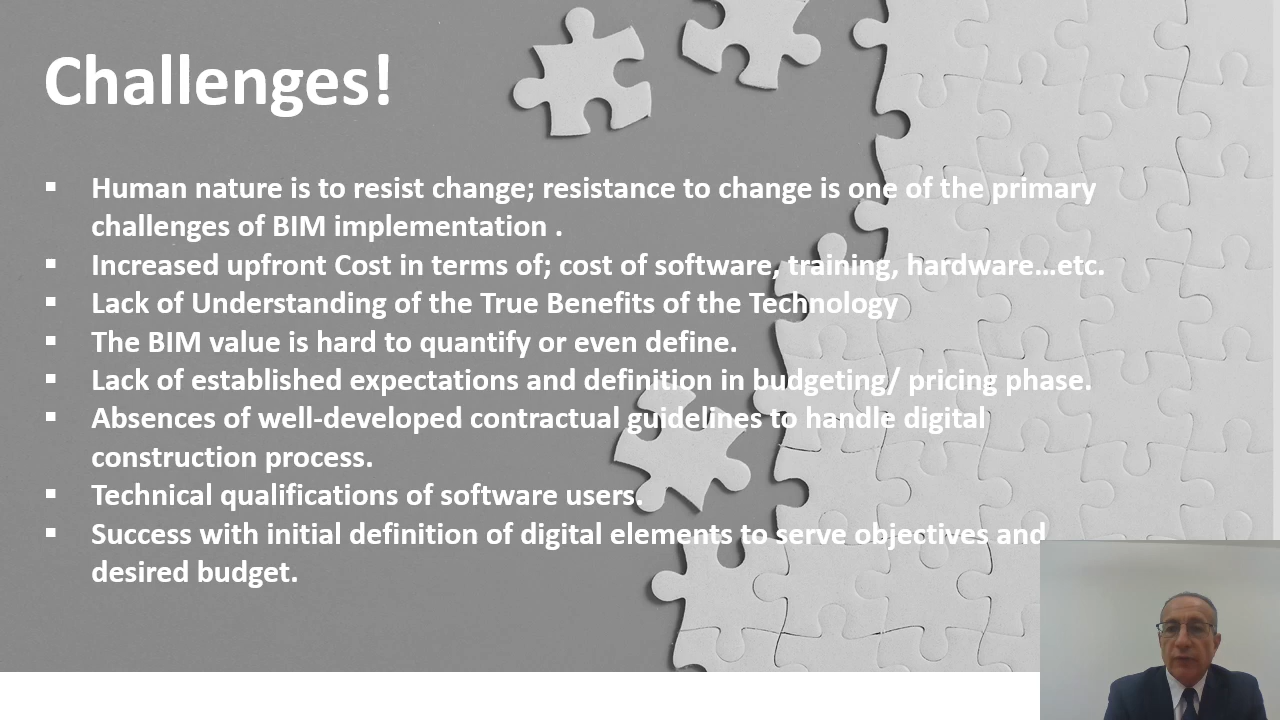 Challenges!
▪ Human nature is to resist change; resistance to change is one of the primary
challenges of BIM implementation .
▪ Increased upfront Cost in terms of; cost of software, training, hardware...etc.
▪ Lack of Understanding of the True Benefits of the Technology
▪ The BIM value is hard to quantify or even define.
▪ Lack of established expectations and definition in budgeting/ pricing phase.
▪ Absences of well-developed contractual guidelines to handle digital
construction process.
▪ Technical qualifications of software users.
▪ Success with initial definition of digital elements to serve objectives and
desired budget.